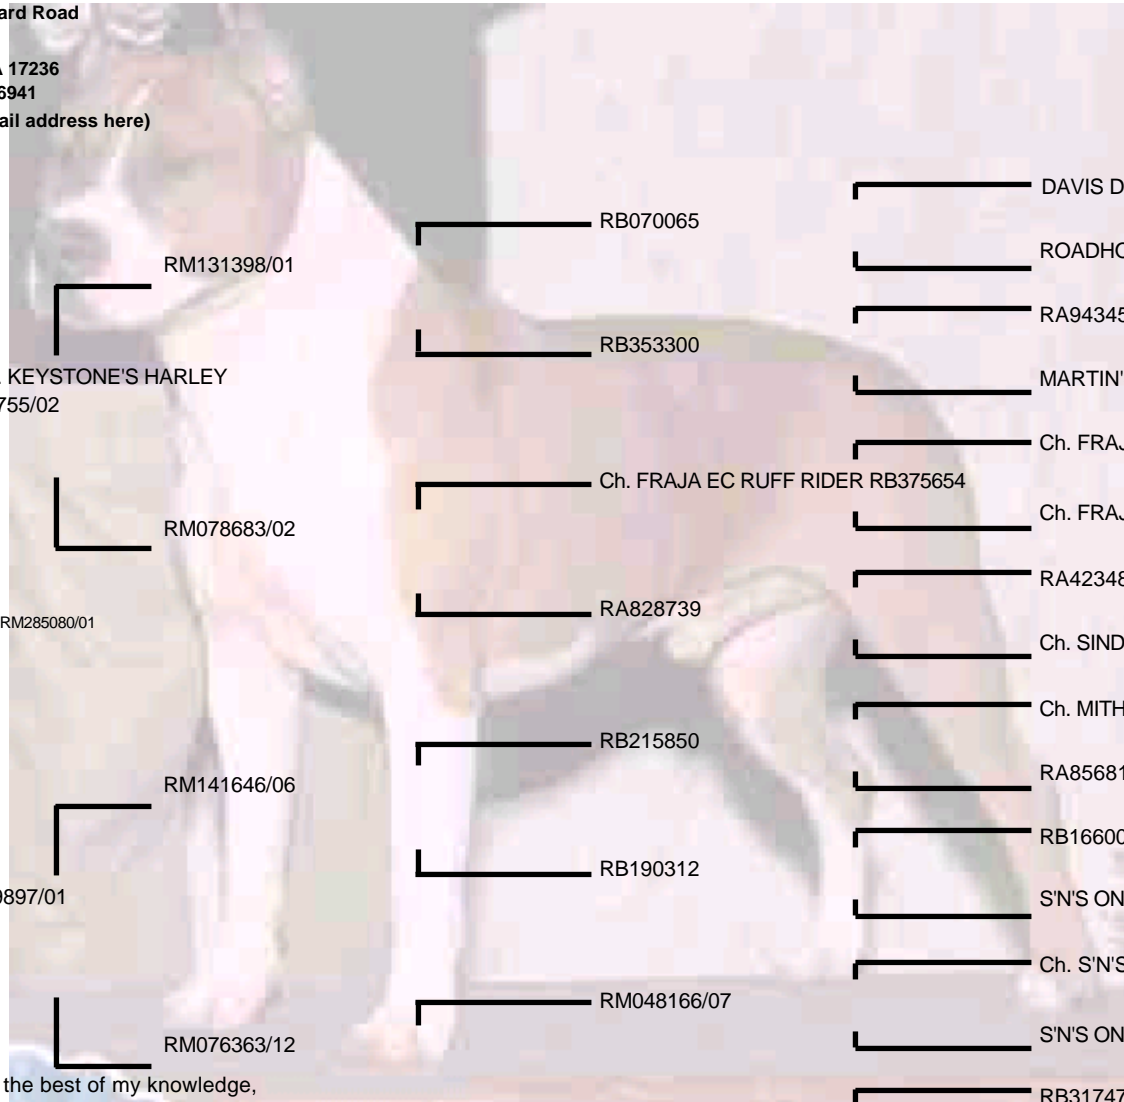 ard Road
17236
6941
ail address here)
DAVIS D
RB070065
ROADHO
RM131398/01
RA94345
RB353300
KEYSTONE'S HARLEY
MARTIN'
755/02
Ch. FRAJ
Ch. FRAJA EC RUFF RIDER RB375654
Ch. FRAJ
RM078683/02
RA42348
RA828739
RM285080/01
Ch. SIND
Ch. MITH
RB215850
RA85681
RM141646/06
RB16600
RB190312
9897/01
S'N'S ON
Ch. S'N'S
RM048166/07
S'N'S ON
RM076363/12
the best of my knowledge,
RB31747